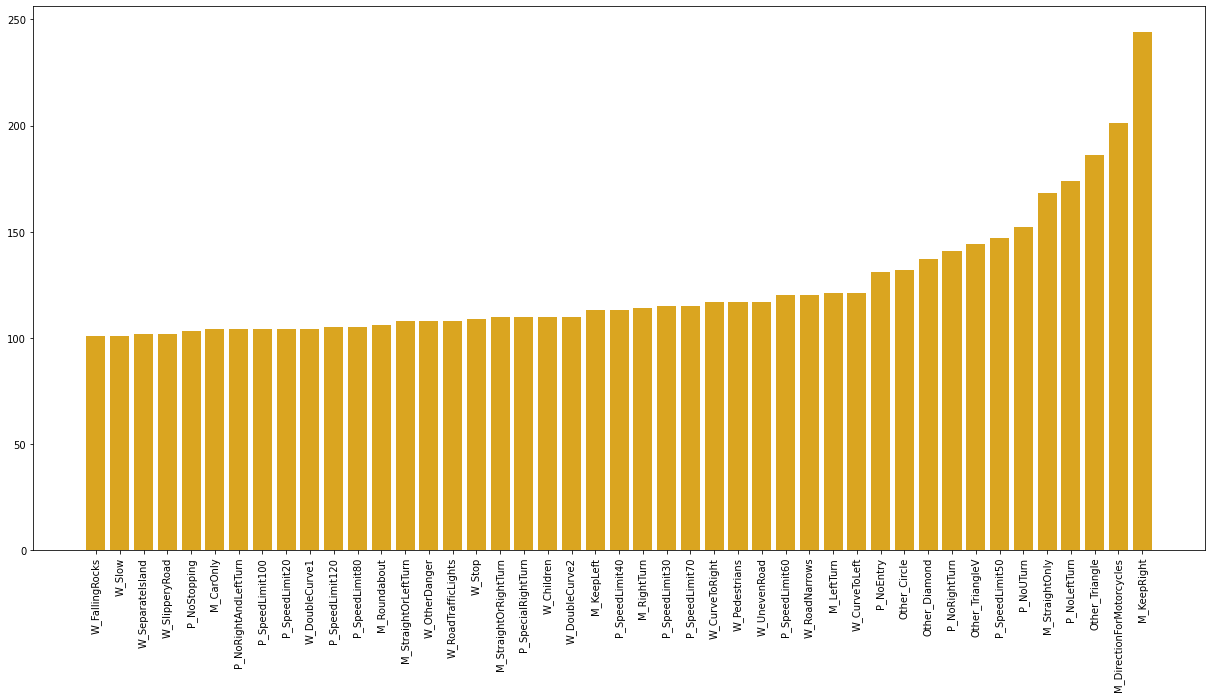 250
200
150
100
50
0
W_FallingRocks
W_Slow
W_SeparateIsland
W_SlipperyRoad
P_NoStopping
M_CarOnly
P_NoRightAndLeftTurn
P_SpeedLimit100
P_SpeedLimit20
W_DoubleCurve1
P_SpeedLimit120
P_SpeedLimit80
M_Roundabout
M_StraightOrLeftTurn
W_OtherDanger
W_RoadTrafficLights
W_Stop
M_StraightOrRightTurn
P_SpecialRightTurn
W_Children
W_DoubleCurve2
M_KeepLeft
P_SpeedLimit40
M_RightTurn
P_SpeedLimit30
P_SpeedLimit70
W_CurveToRight
W_Pedestrians
W_UnevenRoad
P_SpeedLimit60
W_RoadNarrows
M_LeftTurn
W_CurveToLeft
P_NoEntry
Other_Circle
Other_Diamond
P_NoRightTurn
Other_TriangleV
P_SpeedLimit50
P_NoUTurn
M_StraightOnly
P_NoLeftTurn
Other_Triangle
M_DirectionForMotorcycles
M_KeepRight